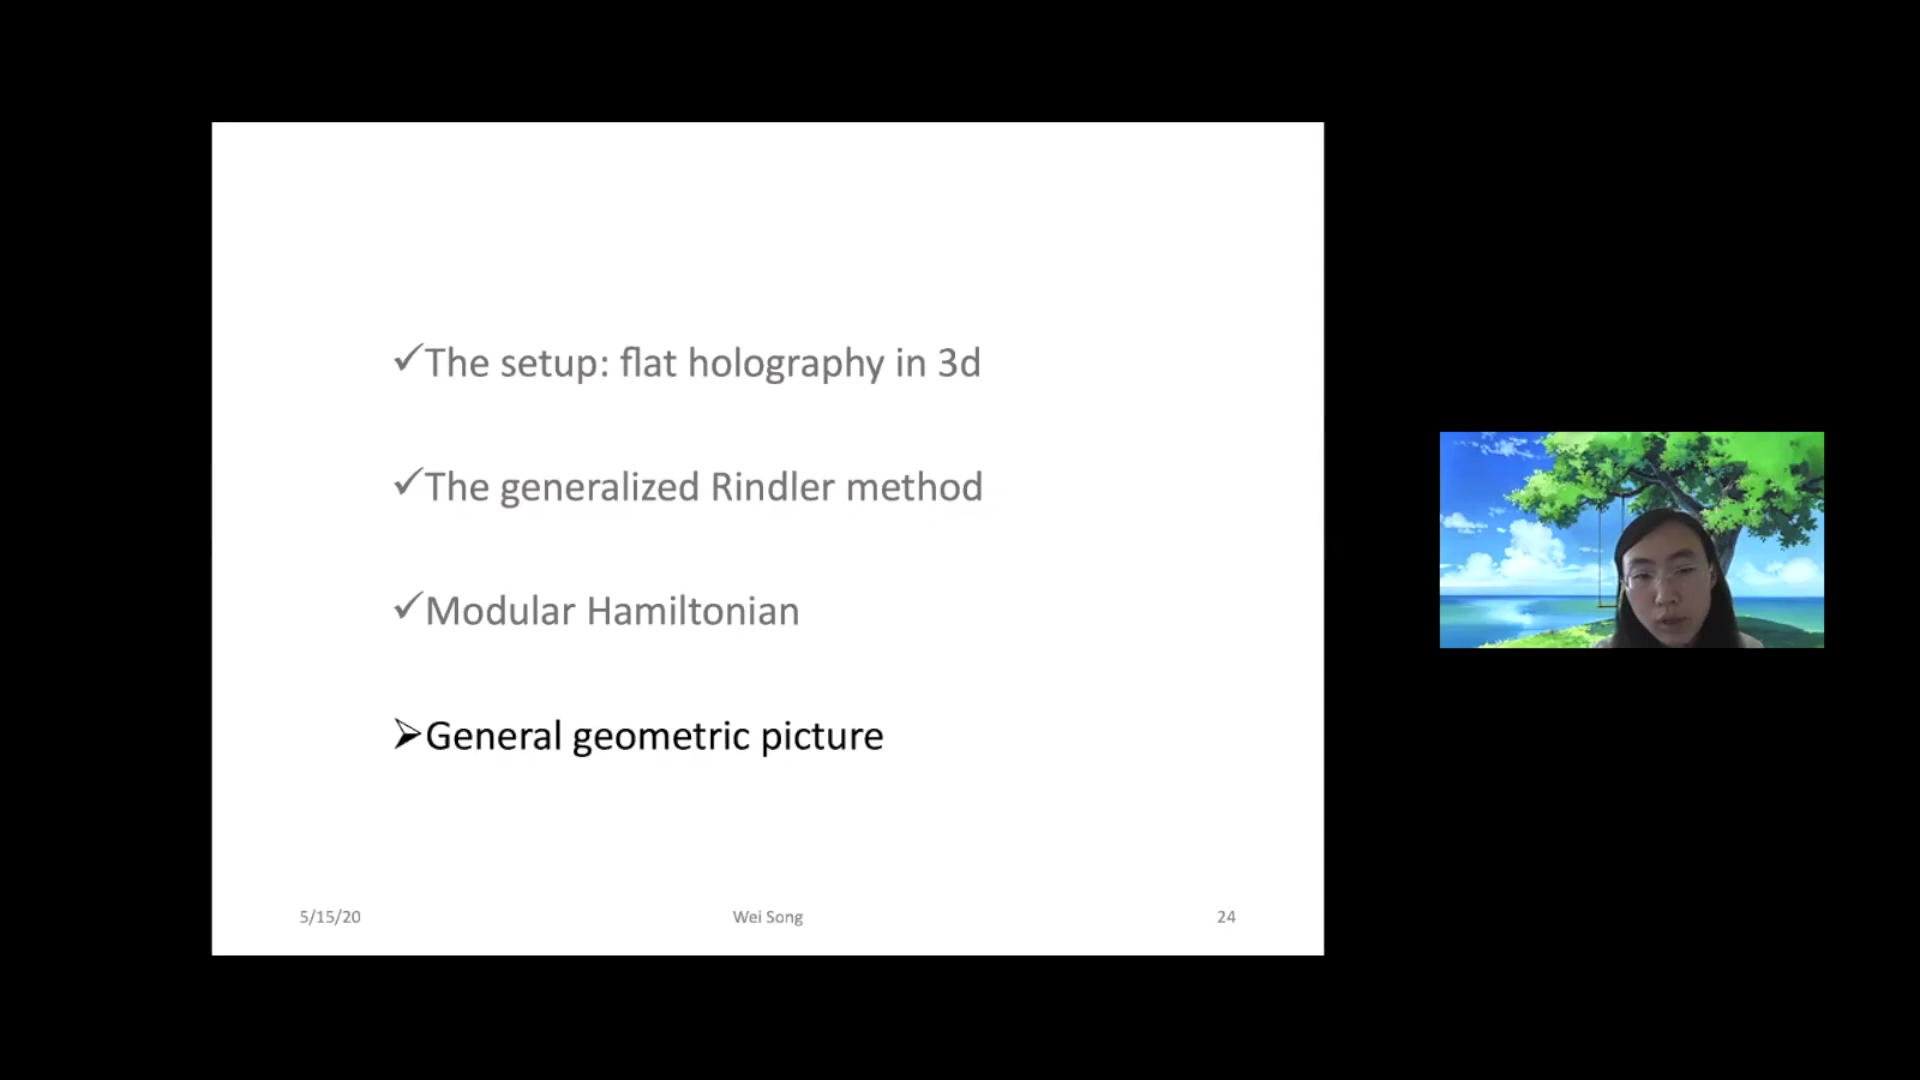 ✓The setup: flat holography in 3d
✓The generalized Rindler method
✓Modular Hamiltonian
➢General geometric picture
5/15/20
Wei Song
24